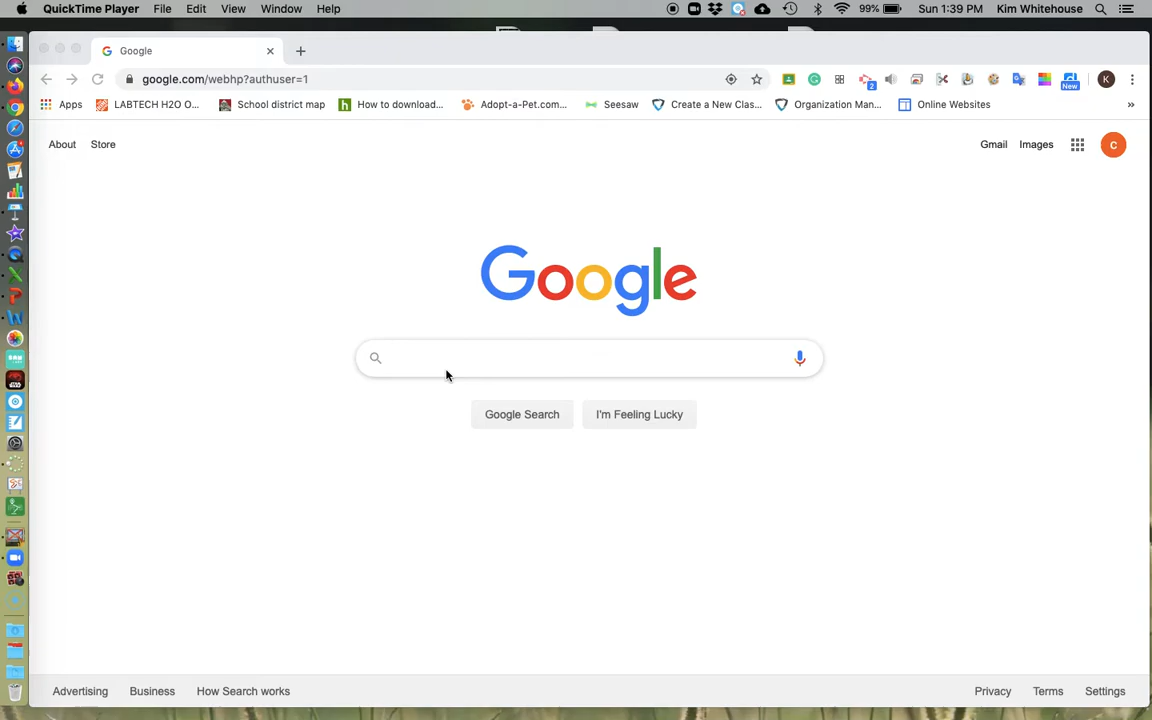 QuickTime Player File Edit View Window Help 99% Sun 1:39 PM Kim Whitehouse
Google
google.com/webhp?authuser=1
2
New
K
Apps LABTECH H2O O... School district map How to download... Adopt-a-Pet.com... Seesaw Create a New Clas... Organization Man... Online Websites »
About Store Gmail Images C
Google
Google Search I'm Feeling Lucky
Advertising Business How Search works Privacy Terms Settings